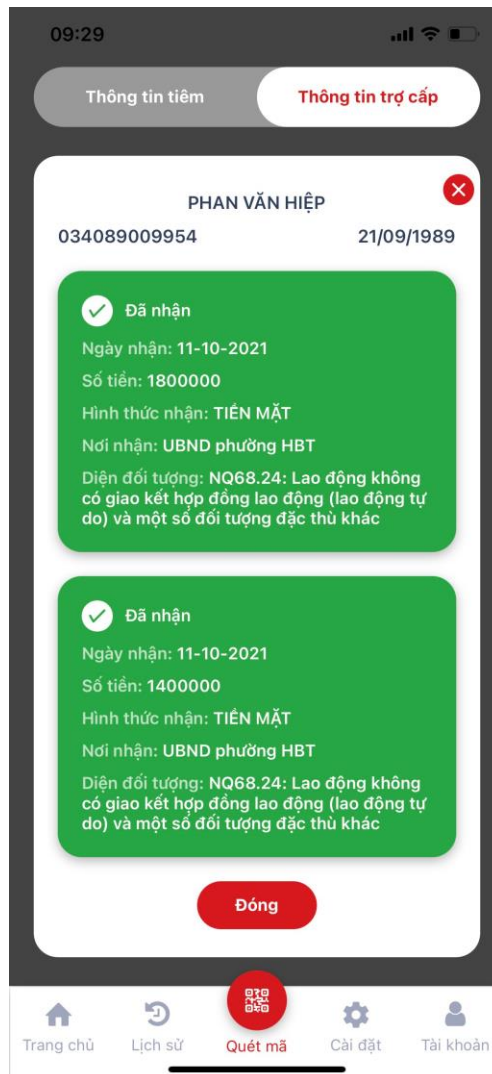 09:29
Thông tin tiêm
Thông tin trợ cấp
PHAN VĂN HIỆP
034089009954
21/09/1989
Đã nhận
Ngày nhận: 11-10-2021
Số tiền: 1800000
Hình thức nhận: TIỀN MẶT
Nơi nhận: UBND phường HBT
Diện đối tượng: NQ68.24: Lao động không
có giao kết hợp đồng lao động (lao động tự
do) và một số đối tượng đặc thù khác
Đã nhận
Ngày nhận: 11-10-2021
Số tiền: 1400000
Hình thức nhận: TIỀN MẶT
Nơi nhận: UBND phường HBT
Diện đối tượng: NQ68.24: Lao động không
có giao kết hợp đồng lao động (lao động tự
do) và một số đối tượng đặc thù khác
Đóng
Trang chủ
Lịch sử
Quét mã
Cài đặt
Tài khoản